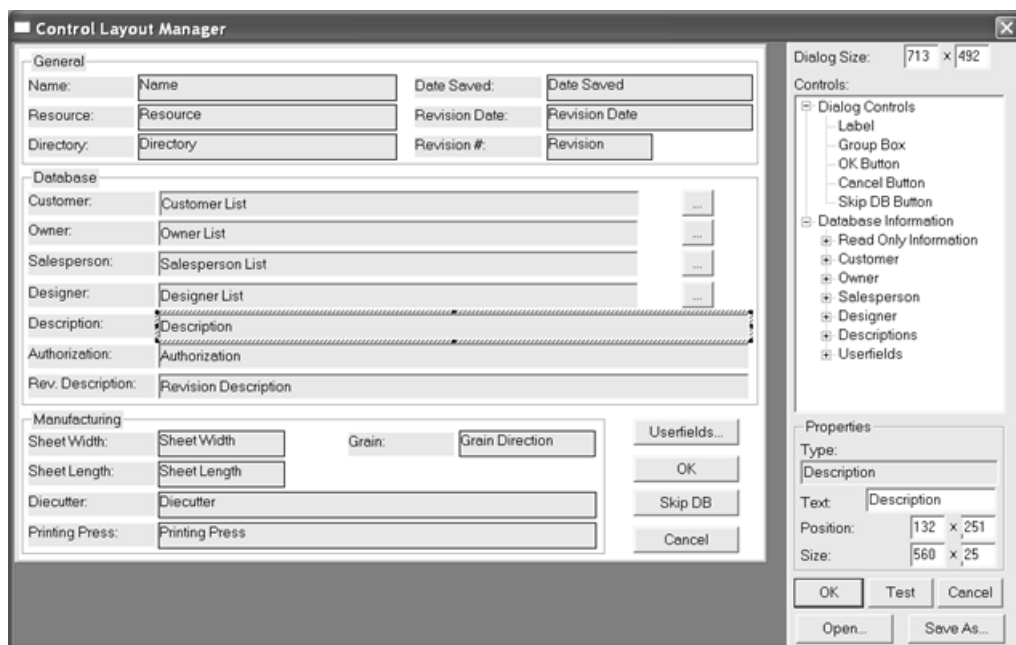 Control Layout Manager
General
Name: Name Date Saved: Date Saved
Resource: Resource Revision Date: Revision Date
Directory: Directory Revision #: Revision
Database
Customer: Customer List ...
Owner: Owner List ...
Salesperson: Salesperson List ...
Designer: Designer List ...
Description: Description
Authorization: Authorization
Rev. Description: Revision Description
Manufacturing
Sheet Width: Sheet Width Grain: Grain Direction
Sheet Length: Sheet Length
Diecutter: Diecutter
Printing Press: Printing Press
Userfields...
OK
Skip DB
Cancel
Dialog Size: 713 x 492
Controls:
Dialog Controls
Label
Group Box
OK Button
Cancel Button
Skip DB Button
Database Information
Read Only Information
Customer
Owner
Salesperson
Designer
Descriptions
Userfields
Properties
Type:
Description
Text Description
Position: 132 x 251
Size: 560 x 25
OK Test Cancel
Open... Save As...